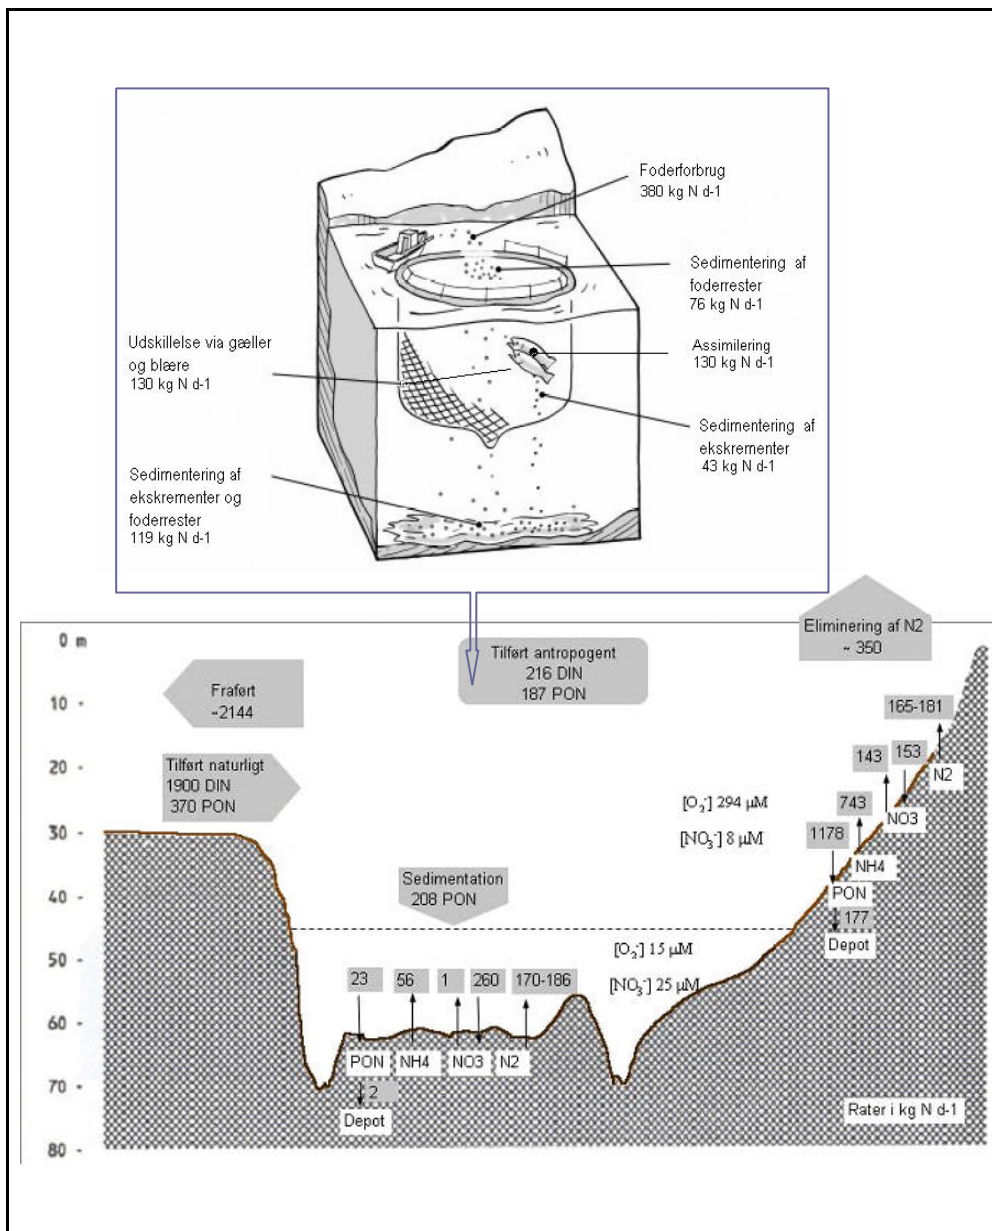 Foderforbrug
380 kg N d-1
Sedimentering af
foderrester
76 kg N d-1
Udskillelse via gæller
og blære
130 kg N d-1
Assimilering
130 kg N d-1
Sedimentering af
ekskrementer
43 kg N d-1
Sedimentering af
ekskrementer og
foderrester
119 kg N d-1
0 m
10 -
20 -
30 -
40 -
50 -
60 -
70 -
80 -
Fraført
~2144
Tilført naturligt
1900 DIN
370 PON
Tilført antropogent
216 DIN
187 PON
Eliminering af N2
~ 350
165-181
143
153
N2
743
NO3
1178
NH4
PON
177
Depot
[O₂⁻] 294 µM
[NO₃⁻] 8 µM
Sedimentation
208 PON
[O₂⁻] 15 µM
[NO₃⁻] 25 µM
23
56
1
260
170-186
PON
NH4
NO3
N2
2
Depot
Rater i kg N d-1